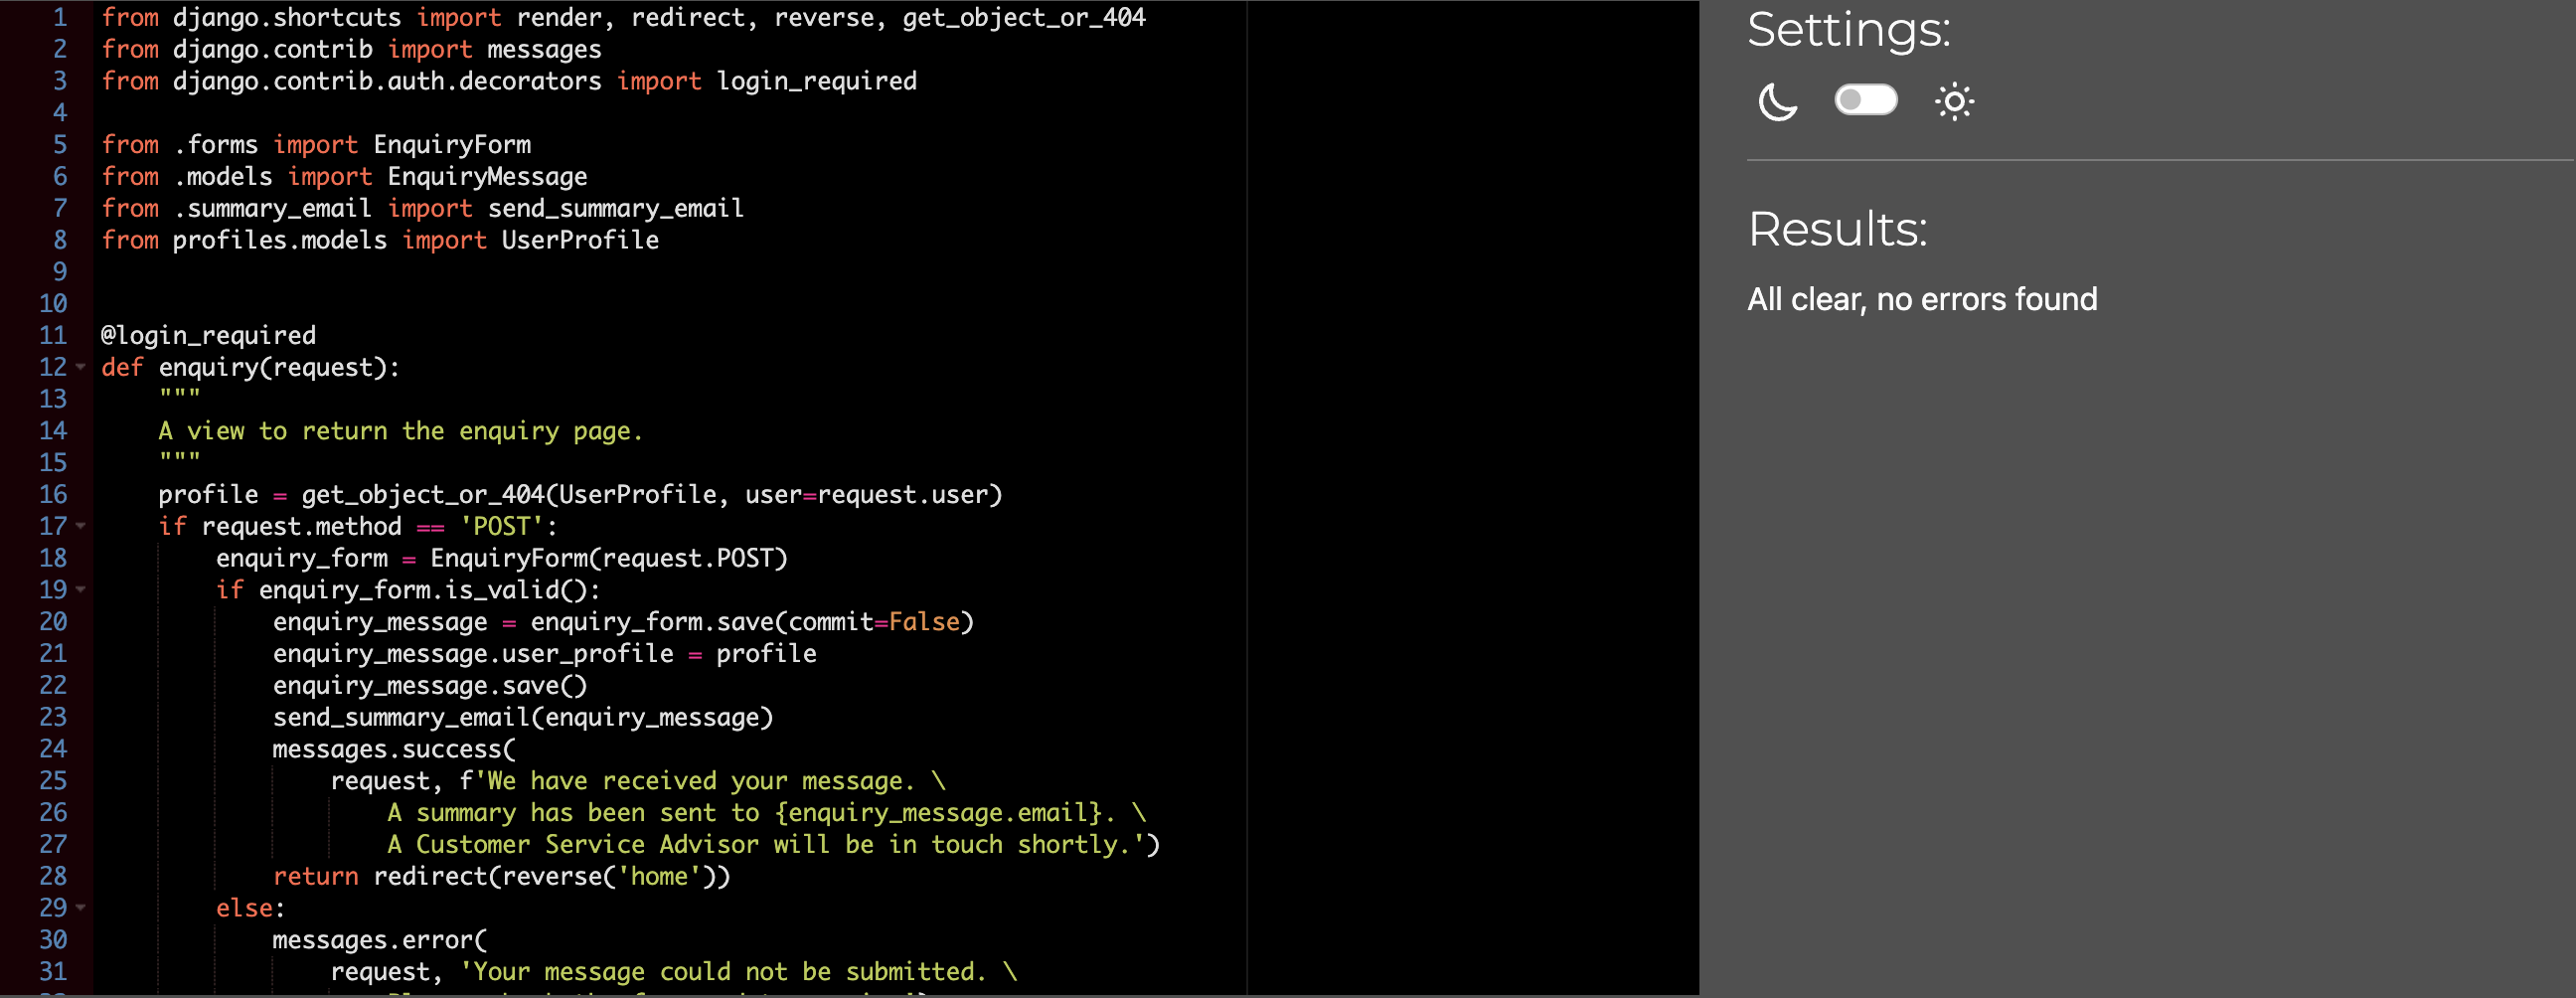 1 from django.shortcuts import render, redirect, reverse, get_object_or_404
2 from django.contrib import messages
3 from django.contrib.auth.decorators import login_required
4
5 from .forms import EnquiryForm
6 from .models import EnquiryMessage
7 from .summary_email import send_summary_email
8 from profiles.models import UserProfile
9
10
11 @login_required
12 def enquiry(request):
13     """
14     A view to return the enquiry page.
15     """
16     profile = get_object_or_404(UserProfile, user=request.user)
17     if request.method == 'POST':
18         enquiry_form = EnquiryForm(request.POST)
19         if enquiry_form.is_valid():
20             enquiry_message = enquiry_form.save(commit=False)
21             enquiry_message.user_profile = profile
22             enquiry_message.save()
23             send_summary_email(enquiry_message)
24             messages.success(
25                 request, f'We have received your message. \
26                     A summary has been sent to {enquiry_message.email}. \
27                     A Customer Service Advisor will be in touch shortly.')
28             return redirect(reverse('home'))
29         else:
30             messages.error(
31                 request, 'Your message could not be submitted. \
Settings:
Results:
All clear, no errors found